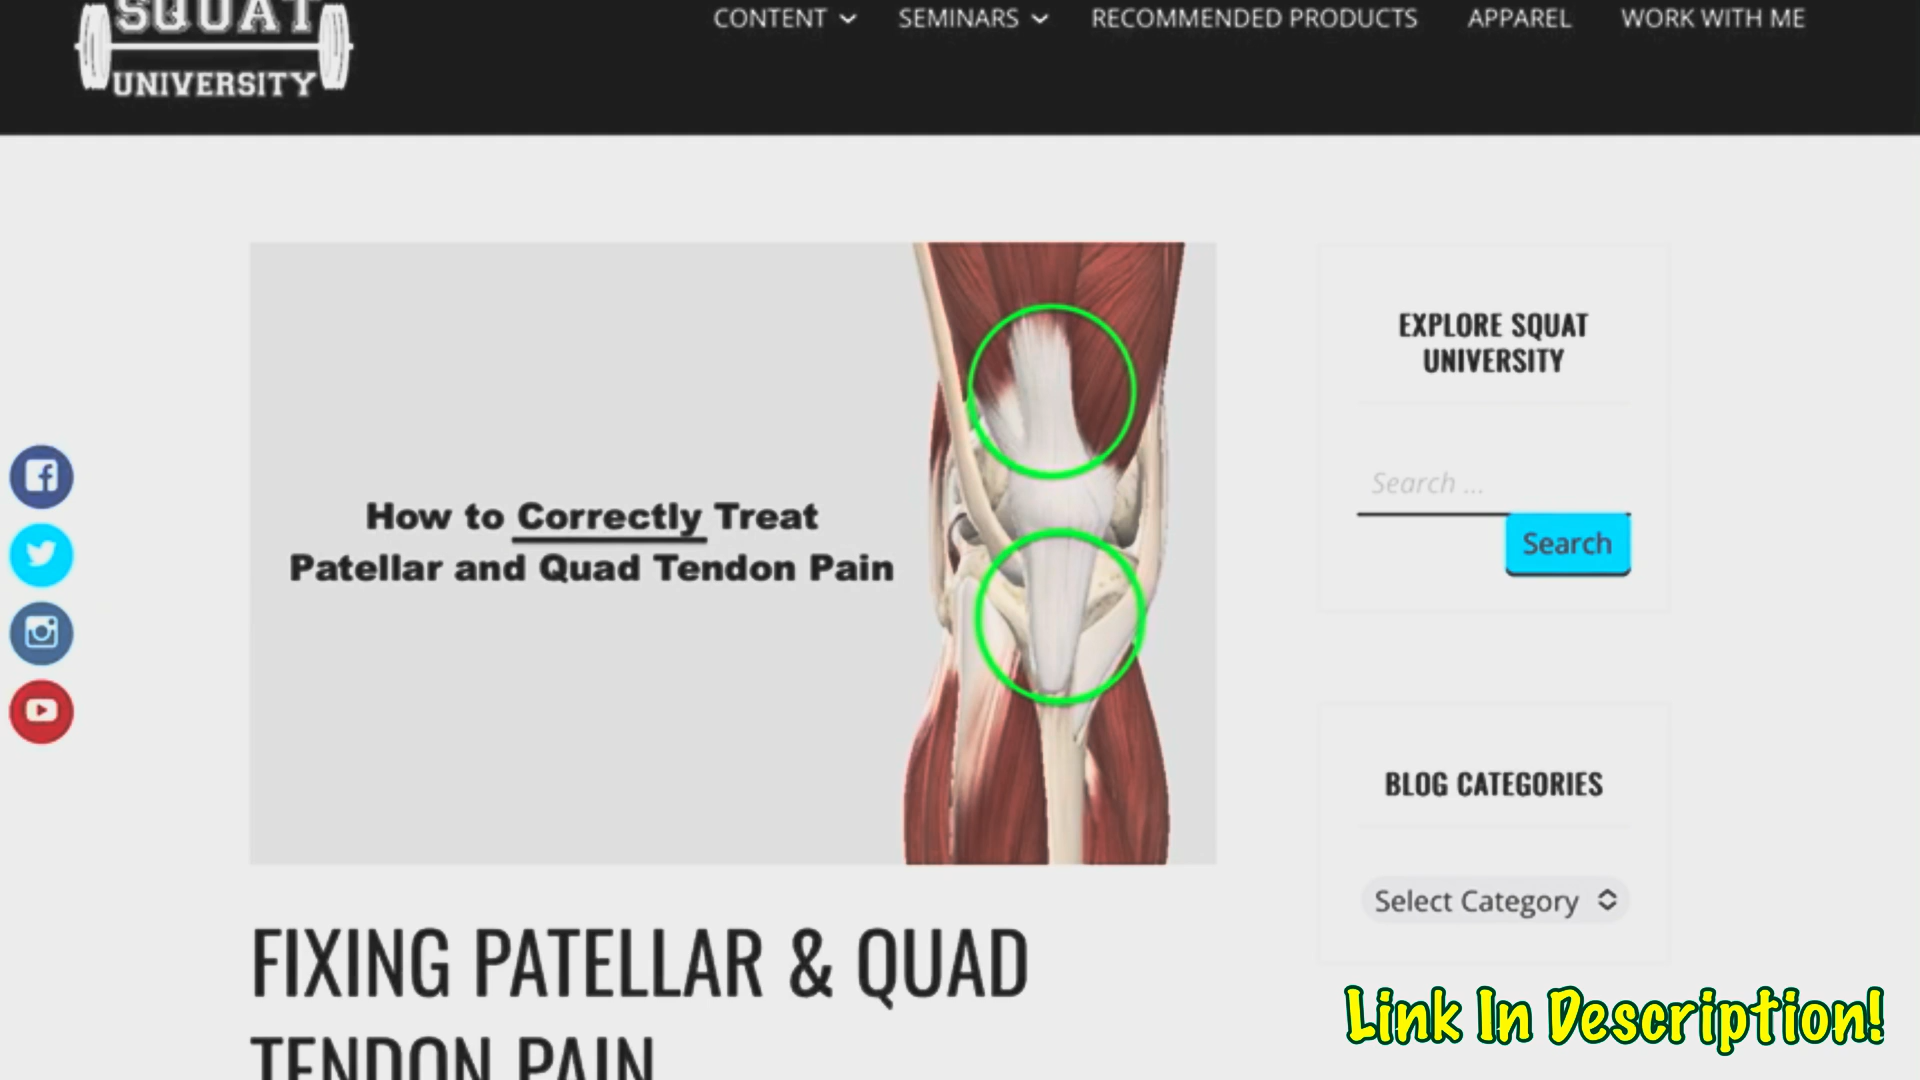 SQUAT
UNIVERSITY
CONTENT
SEMINARS
RECOMMENDED PRODUCTS
APPAREL
WORK WITH ME
How to Correctly Treat
Patellar and Quad Tendon Pain
EXPLORE SQUAT
UNIVERSITY
Search ...
Search
BLOG CATEGORIES
Select Category
FIXING PATELLAR & QUAD
TENDON PAIN
Link In Description!